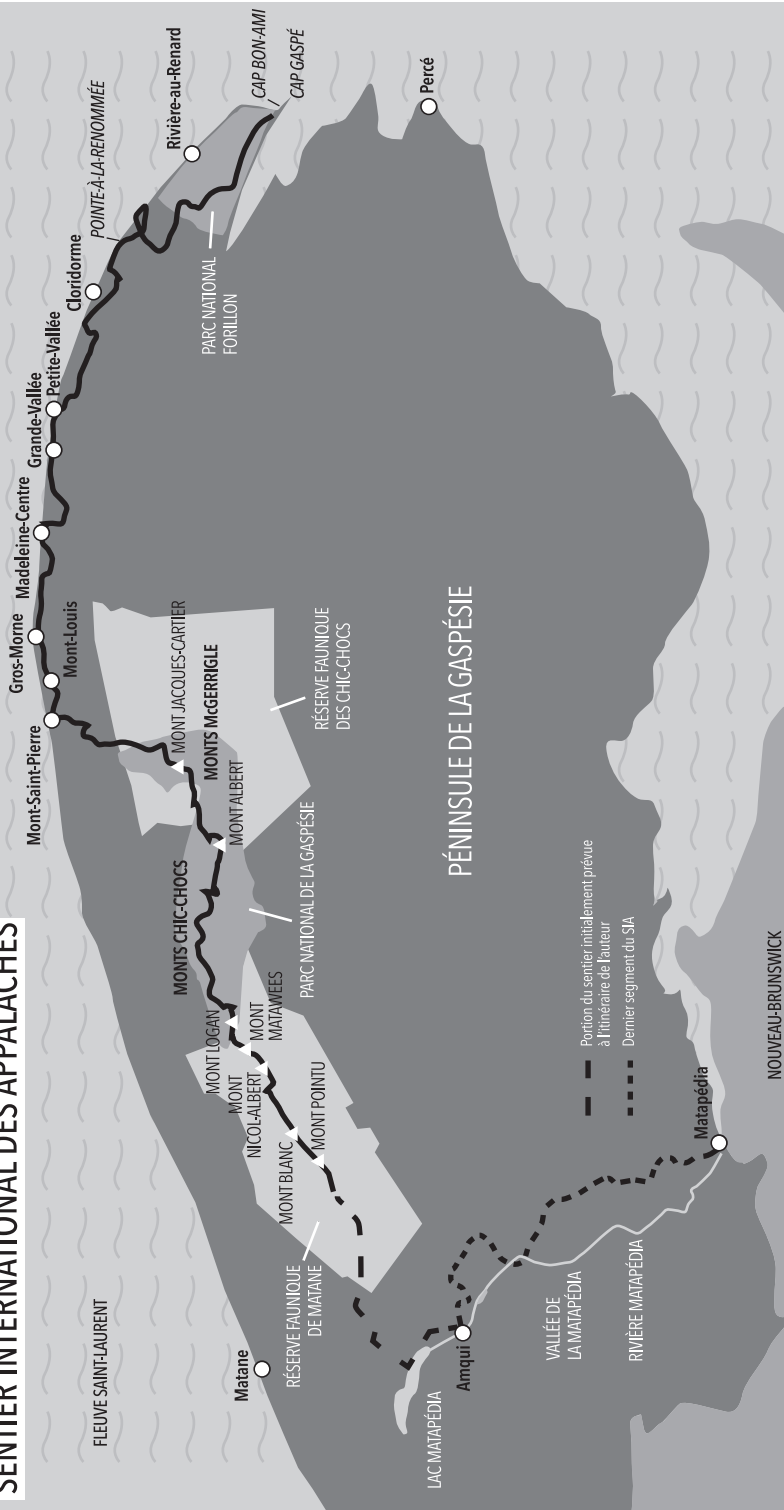 SENTIER INTERNATIONAL DES APPALACHES
FLEUVE SAINT-LAURENT
Mont-Saint-Pierre
Gros-Morne
Mont-Louis
Madeleine-Centre
Grande-Vallée
Petite-Vallée
Cloridorme
POINTE-À-LA-RENOMMÉE
Rivière-au-Renard
CAP BON-AMI
CAP GASPÉ
PARC NATIONAL
FORILLON
Percé
MONT JACQUES-CARTIER
MONTS McGERRIGLE
MONT ALBERT
MONTS CHIC-CHOCS
RÉSERVE FAUNIQUE
DES CHIC-CHOCS
PARC NATIONAL DE LA GASPÉSIE
MONT LOGAN
MONT
MATAWEES
MONT
NICOL-ALBERT
MONT BLANC
MONT POINTU
Matane
RÉSERVE FAUNIQUE
DE MATANE
PÉNINSULE DE LA GASPÉSIE
LAC MATAPÉDIA
Amqui
VALLÉE DE
LA MATAPÉDIA
RIVIÈRE MATAPÉDIA
Portion du sentier initialement prévue
à l'itinéraire de l'auteur
Dernier segment du SIA
Matapédia
NOUVEAU-BRUNSWICK